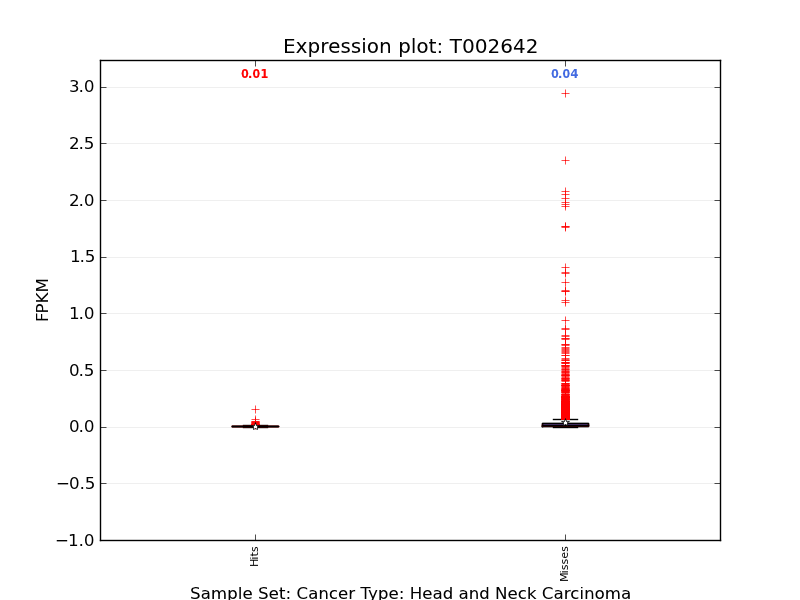 Expression plot: T002642
0.01
0.04
3.0
2.5
2.0
1.5
1.0
0.5
0.0
−0.5
−1.0
FPKM
Hits
Misses
Sample Set: Cancer Type: Head and Neck Carcinoma